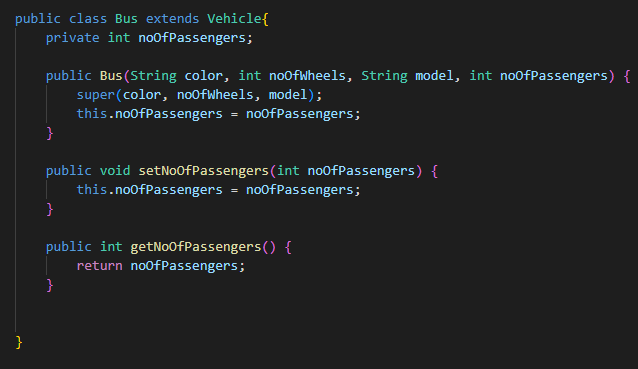 public class Bus extends Vehicle{
    private int noOfPassengers;

    public Bus(String color, int noOfWheels, String model, int noOfPassengers) {
        super(color, noOfWheels, model);
        this.noOfPassengers = noOfPassengers;
    }

    public void setNoOfPassengers(int noOfPassengers) {
        this.noOfPassengers = noOfPassengers;
    }

    public int getNoOfPassengers() {
        return noOfPassengers;
    }


}